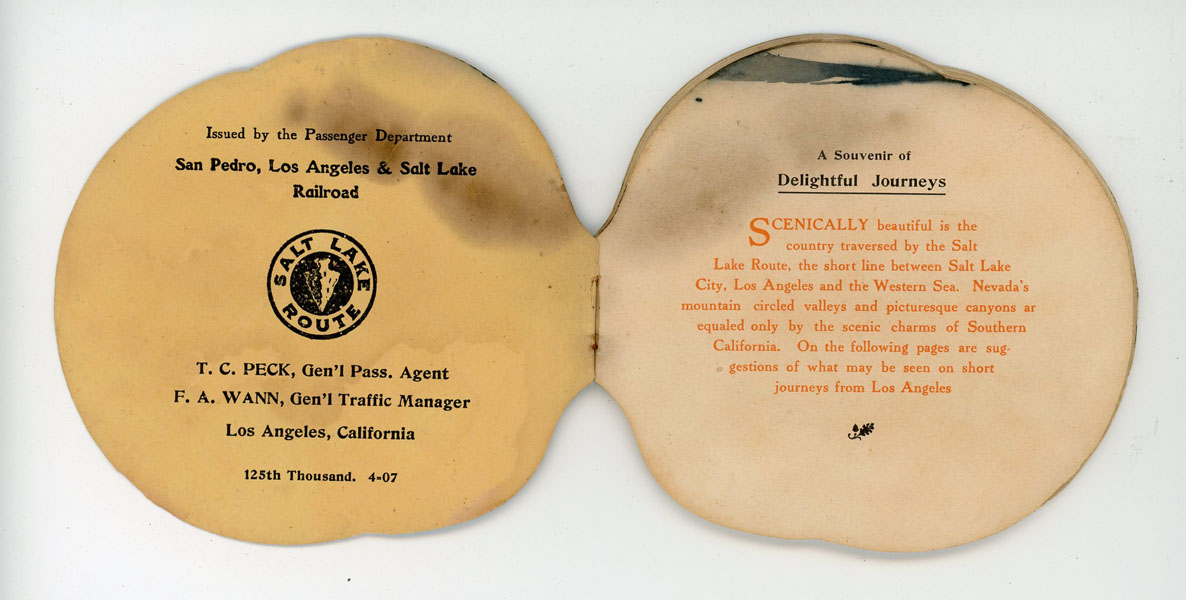 Issued by the Passenger Department
San Pedro, Los Angeles & Salt Lake
Railroad
SALT LAKE
ROUTE
T. C. PECK, Gen'l Pass. Agent
F. A. WANN, Gen'l Traffic Manager
Los Angeles, California
125th Thousand. 4-07
A Souvenir of
Delightful Journeys
SCENICALLY beautiful is the
country traversed by the Salt
Lake Route, the short line between Salt Lake
City, Los Angeles and the Western Sea. Nevada's
mountain circled valleys and picturesque canyons ar
equaled only by the scenic charms of Southern
California. On the following pages are sug-
gestions of what may be seen on short
journeys from Los Angeles